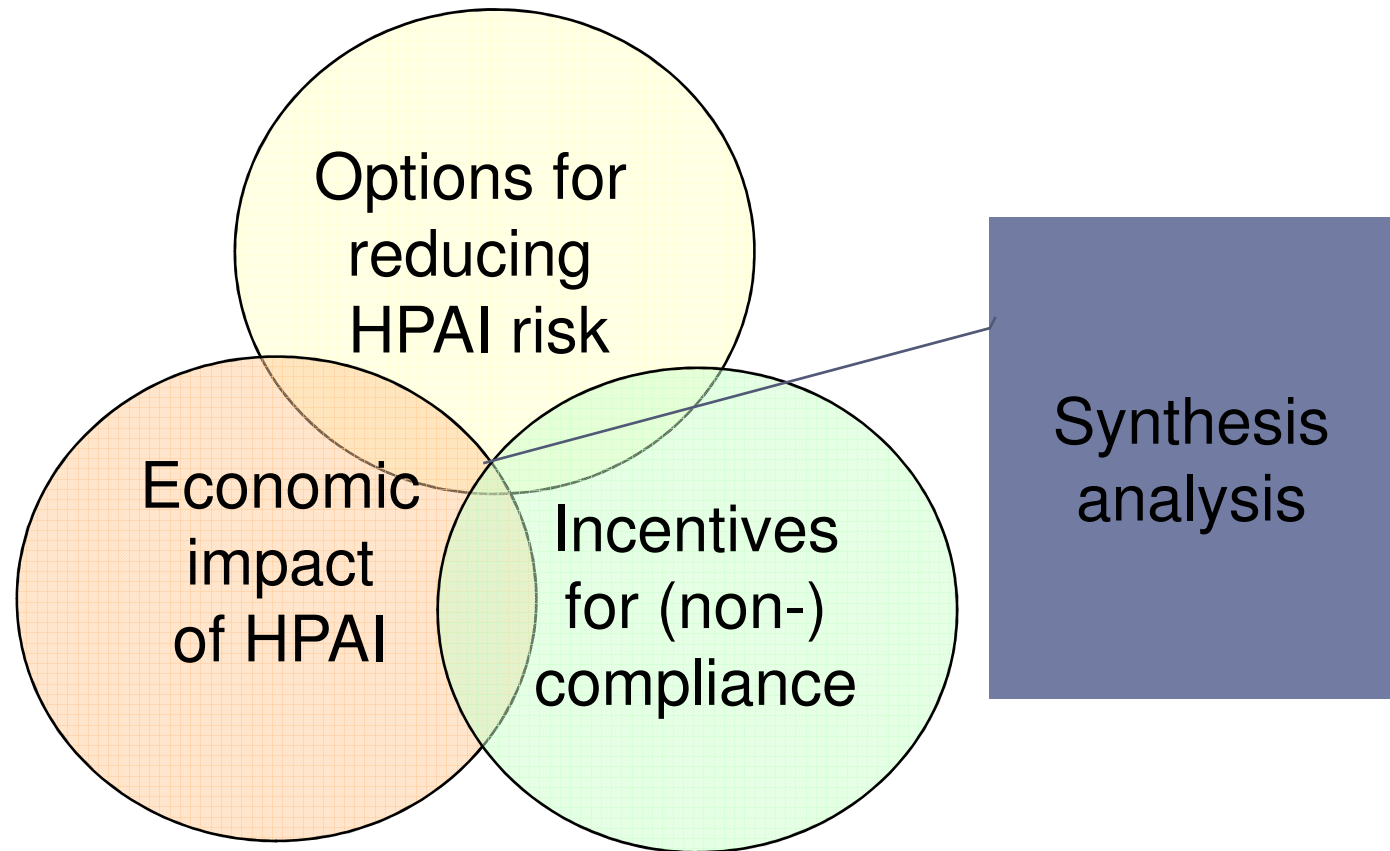 Options for
reducing
HPAI risk
Economic
impact
of HPAI
Incentives
for (non-)
compliance
Synthesis
analysis